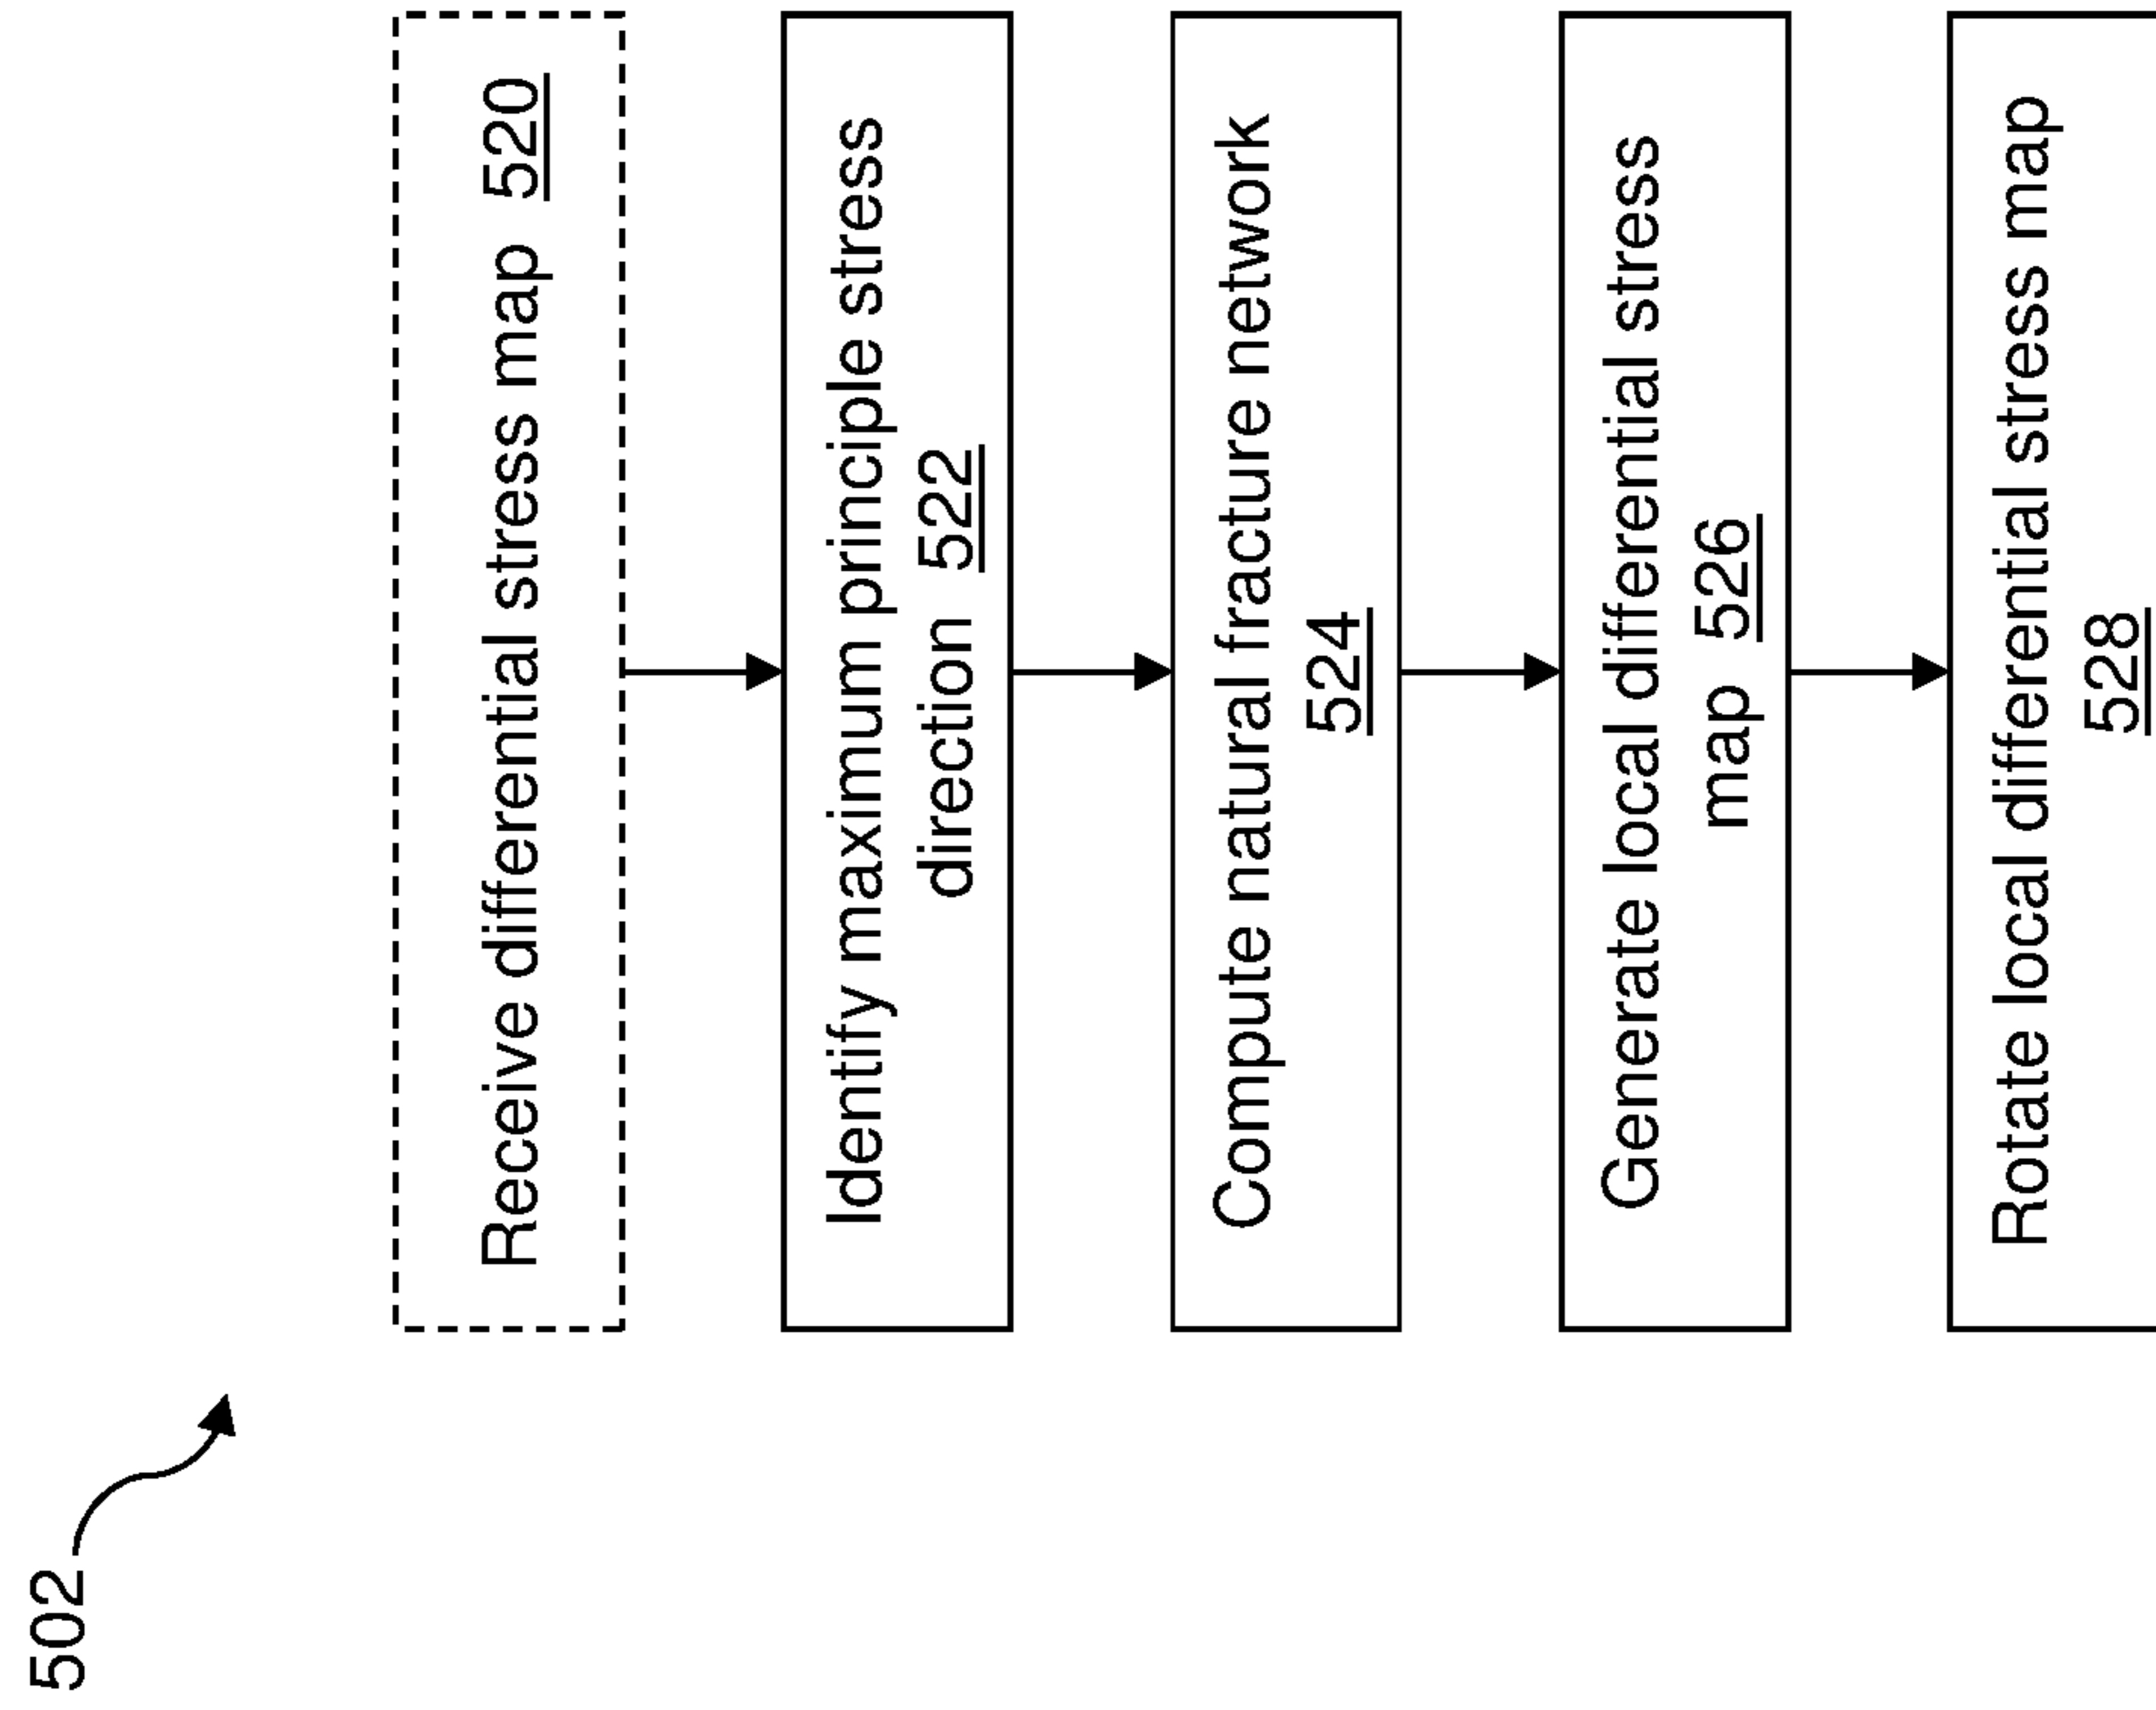 502
Receive differential stress map 520
Identify maximum principle stress
direction 522
Compute natural fracture network
524
Generate local differential stress
map 526
Rotate local differential stress map
528